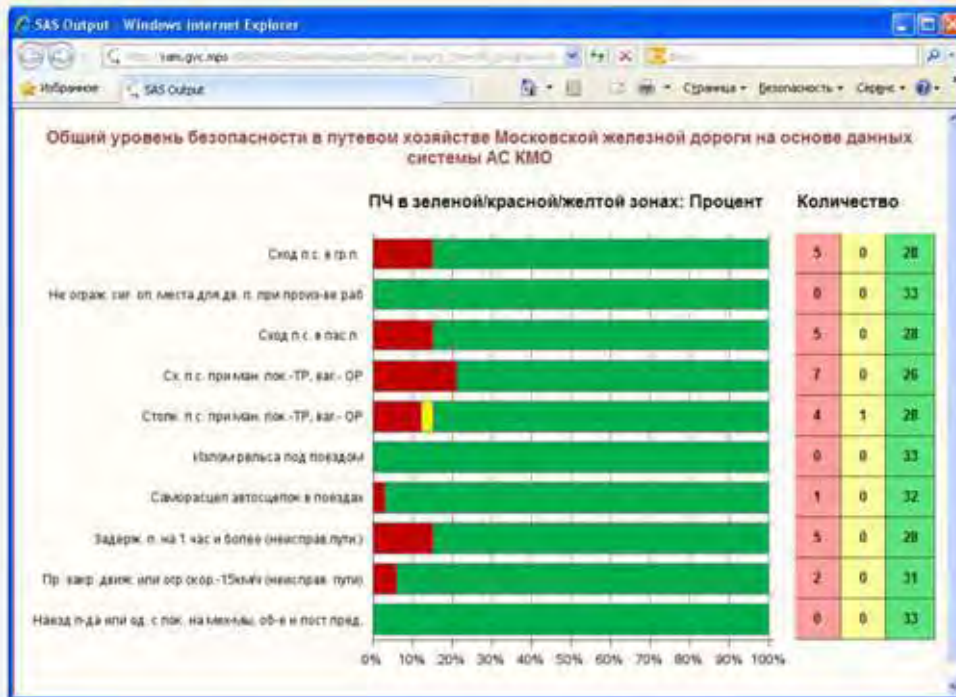 SAS Output - Windows Internet Explorer
Избранное SAS Output Страница Безопасность Сервис
Общий уровень безопасности в путевом хозяйстве Московской железной дороги на основе данных
системы АС КМО
ПЧ в зеленой/красной/желтой зонах: Процент Количество
Сход п.с. в гр.п. 5 0 28
Не ограж. сиг. оп. места для дв. п. при произ-ве раб 0 0 33
Сход п.с. в пас.п. 5 0 28
Сх. п.с. при ман. лок.-ТР, ваг.- ОР 7 0 26
Столк. п.с. при ман. лок.-ТР, ваг.- ОР 4 1 28
Излом рельса под поездом 0 0 33
Саморасцеп автосцепок в поездах 1 0 32
Задерж. п. на 1 час и более (неисправ.пути.) 5 0 28
Пр. закр. движ. или огр.скор.-15км/ч (неисправ. пути) 2 0 31
Наезд п-да или ед. с лок. на мех-мы, об-е и пост.пред. 0 0 33
0% 10% 20% 30% 40% 50% 60% 70% 80% 90% 100%